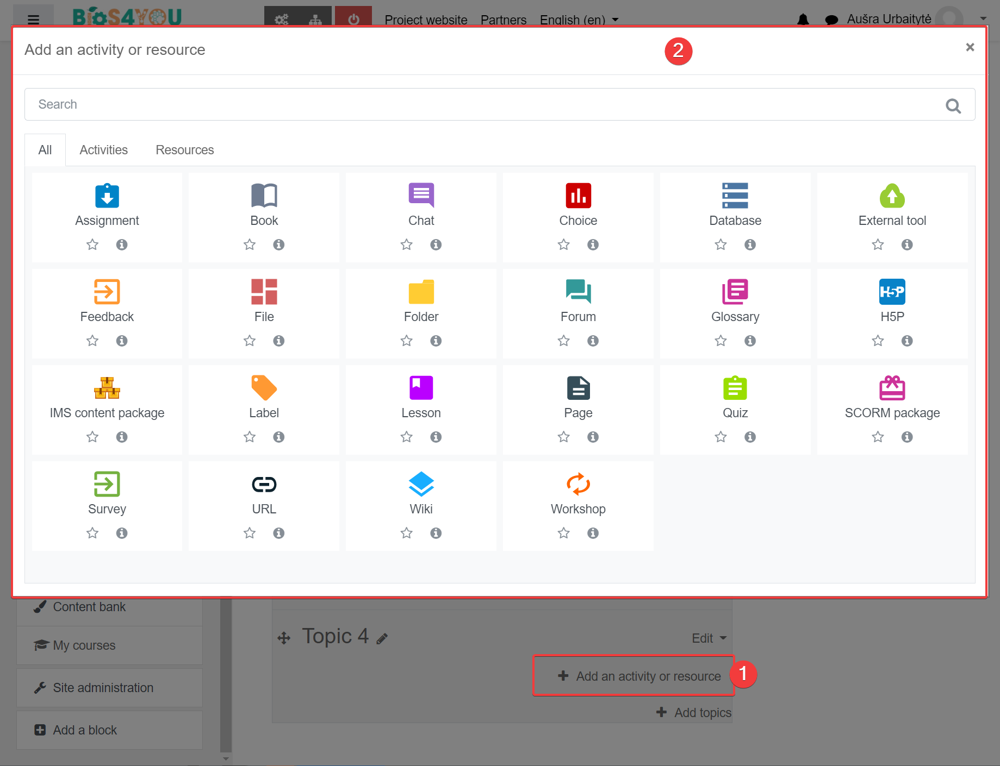 BiOS4YOU
Project website Partners English (en) Aušra Urbaitytė
Add an activity or resource
2
×
Search
All Activities Resources
Assignment Book Chat Choice Database External tool
Feedback File Folder Forum Glossary H5P
H5P
IMS content package Label Lesson Page Quiz SCORM package
Survey URL Wiki Workshop
Content bank
Topic 4
Edit
My courses
+ Add an activity or resource
1
Site administration
+ Add topics
Add a block